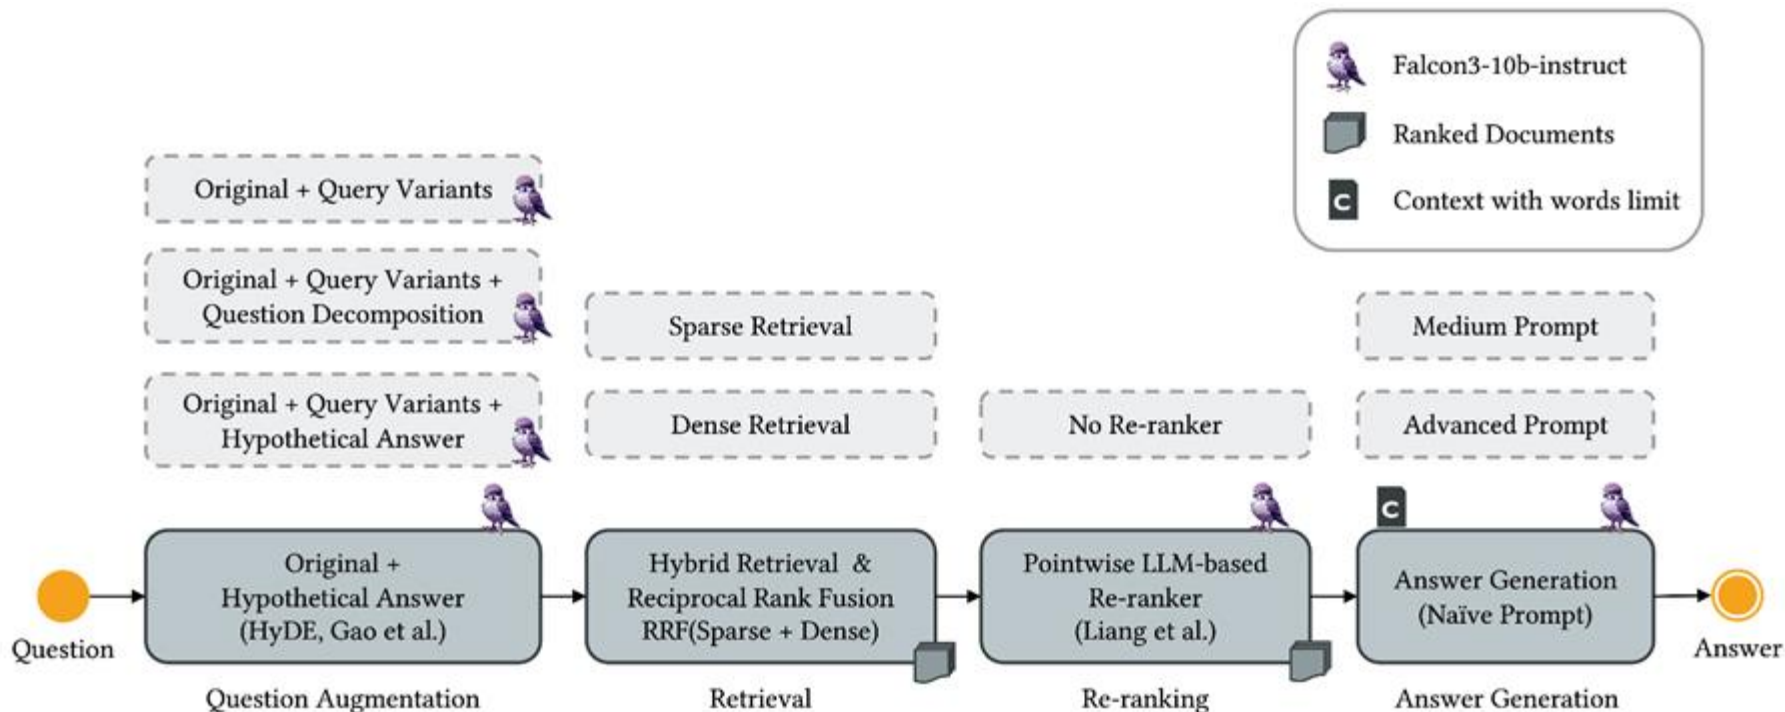 Falcon3-10b-instruct
Ranked Documents
C
Context with words limit
Original + Query Variants
Original + Query Variants +
Question Decomposition
Original + Query Variants +
Hypothetical Answer
Sparse Retrieval
Dense Retrieval
No Re-ranker
Medium Prompt
Advanced Prompt
C
Question
Original +
Hypothetical Answer
(HyDE, Gao et al.)
Hybrid Retrieval &
Reciprocal Rank Fusion
RRF(Sparse + Dense)
Pointwise LLM-based
Re-ranker
(Liang et al.)
Answer Generation
(Naïve Prompt)
Answer
Question Augmentation
Retrieval
Re-ranking
Answer Generation